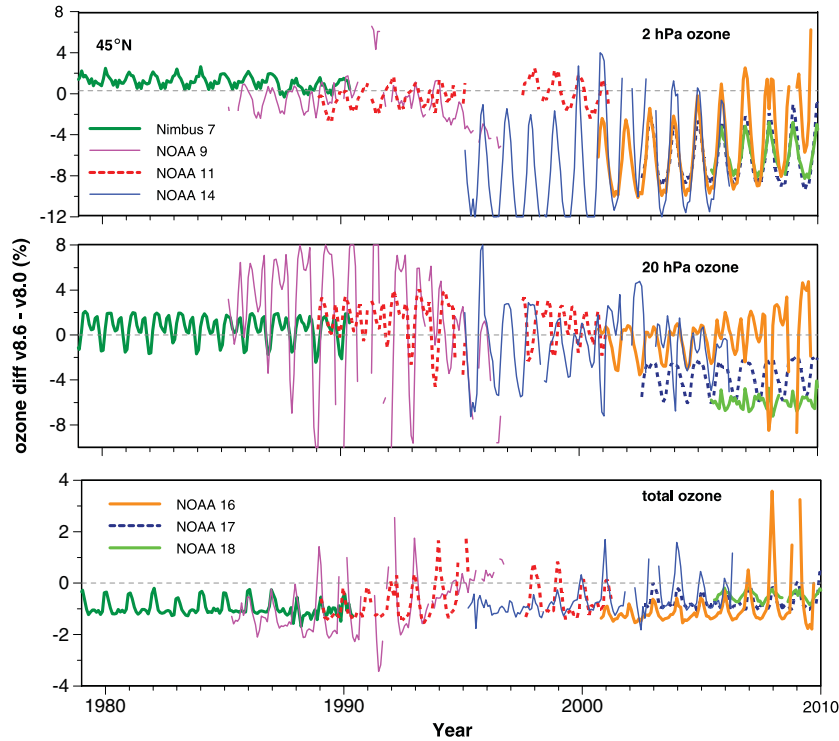 8
4
0
-4
-8
-12
45°N
2 hPa ozone
Nimbus 7
NOAA 9
NOAA 11
NOAA 14
8
4
0
-4
-8
20 hPa ozone
ozone diff v8.6 - v8.0 (%)
4
2
0
-2
-4
total ozone
NOAA 16
NOAA 17
NOAA 18
1980
1990
2000
2010
Year